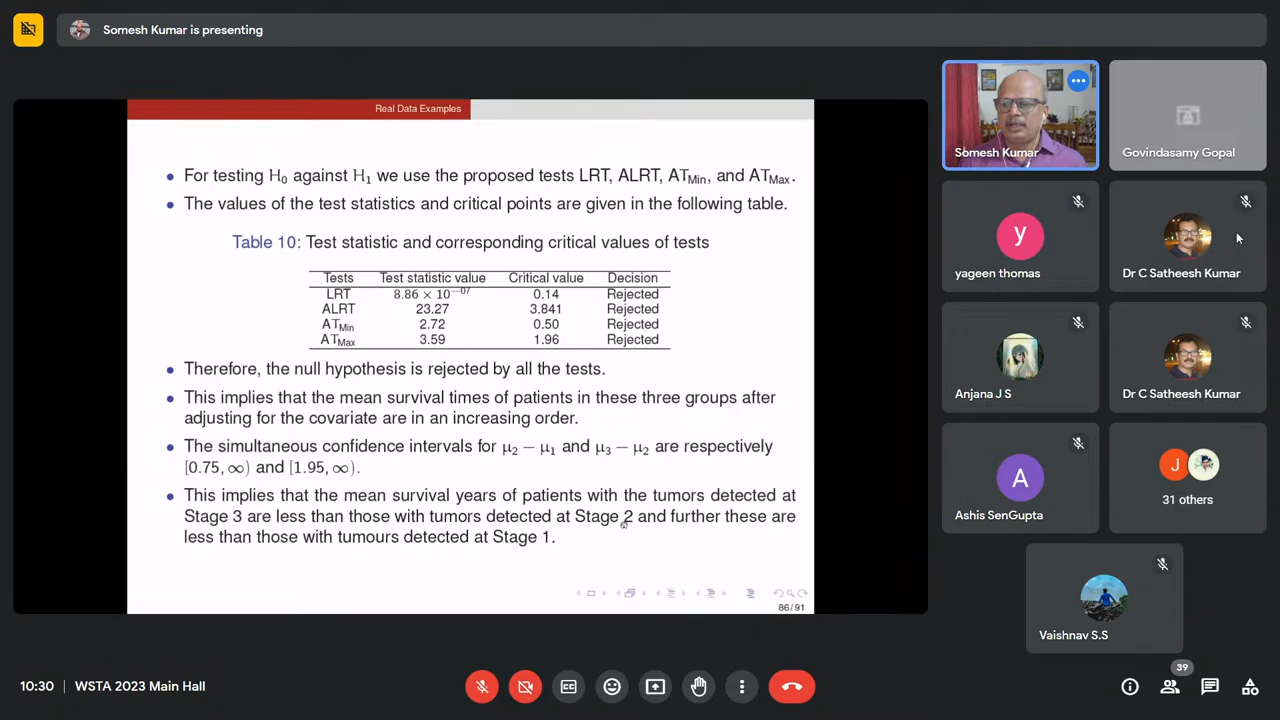 Somesh Kumar is presenting
Real Data Examples
• For testing H₀ against H₁ we use the proposed tests LRT, ALRT, AT_Min, and AT_Max.
• The values of the test statistics and critical points are given in the following table.
Table 10: Test statistic and corresponding critical values of tests
Tests Test statistic value Critical value Decision
LRT 8.86 × 10⁻⁰⁷ 0.14 Rejected
ALRT 23.27 3.841 Rejected
AT_Min 2.72 0.50 Rejected
AT_Max 3.59 1.96 Rejected
• Therefore, the null hypothesis is rejected by all the tests.
• This implies that the mean survival times of patients in these three groups after
adjusting for the covariate are in an increasing order.
• The simultaneous confidence intervals for μ₂ − μ₁ and μ₃ − μ₂ are respectively
[0.75, ∞) and [1.95, ∞).
• This implies that the mean survival years of patients with the tumors detected at
Stage 3 are less than those with tumors detected at Stage 2 and further these are
less than those with tumours detected at Stage 1.
86/91
Somesh Kumar
Govindasamy Gopal
y
yageen thomas
Dr C Satheesh Kumar
Anjana J S
Dr C Satheesh Kumar
A
Ashis SenGupta
J
31 others
Vaishnav S.S
10:30 | WSTA 2023 Main Hall
CC
39